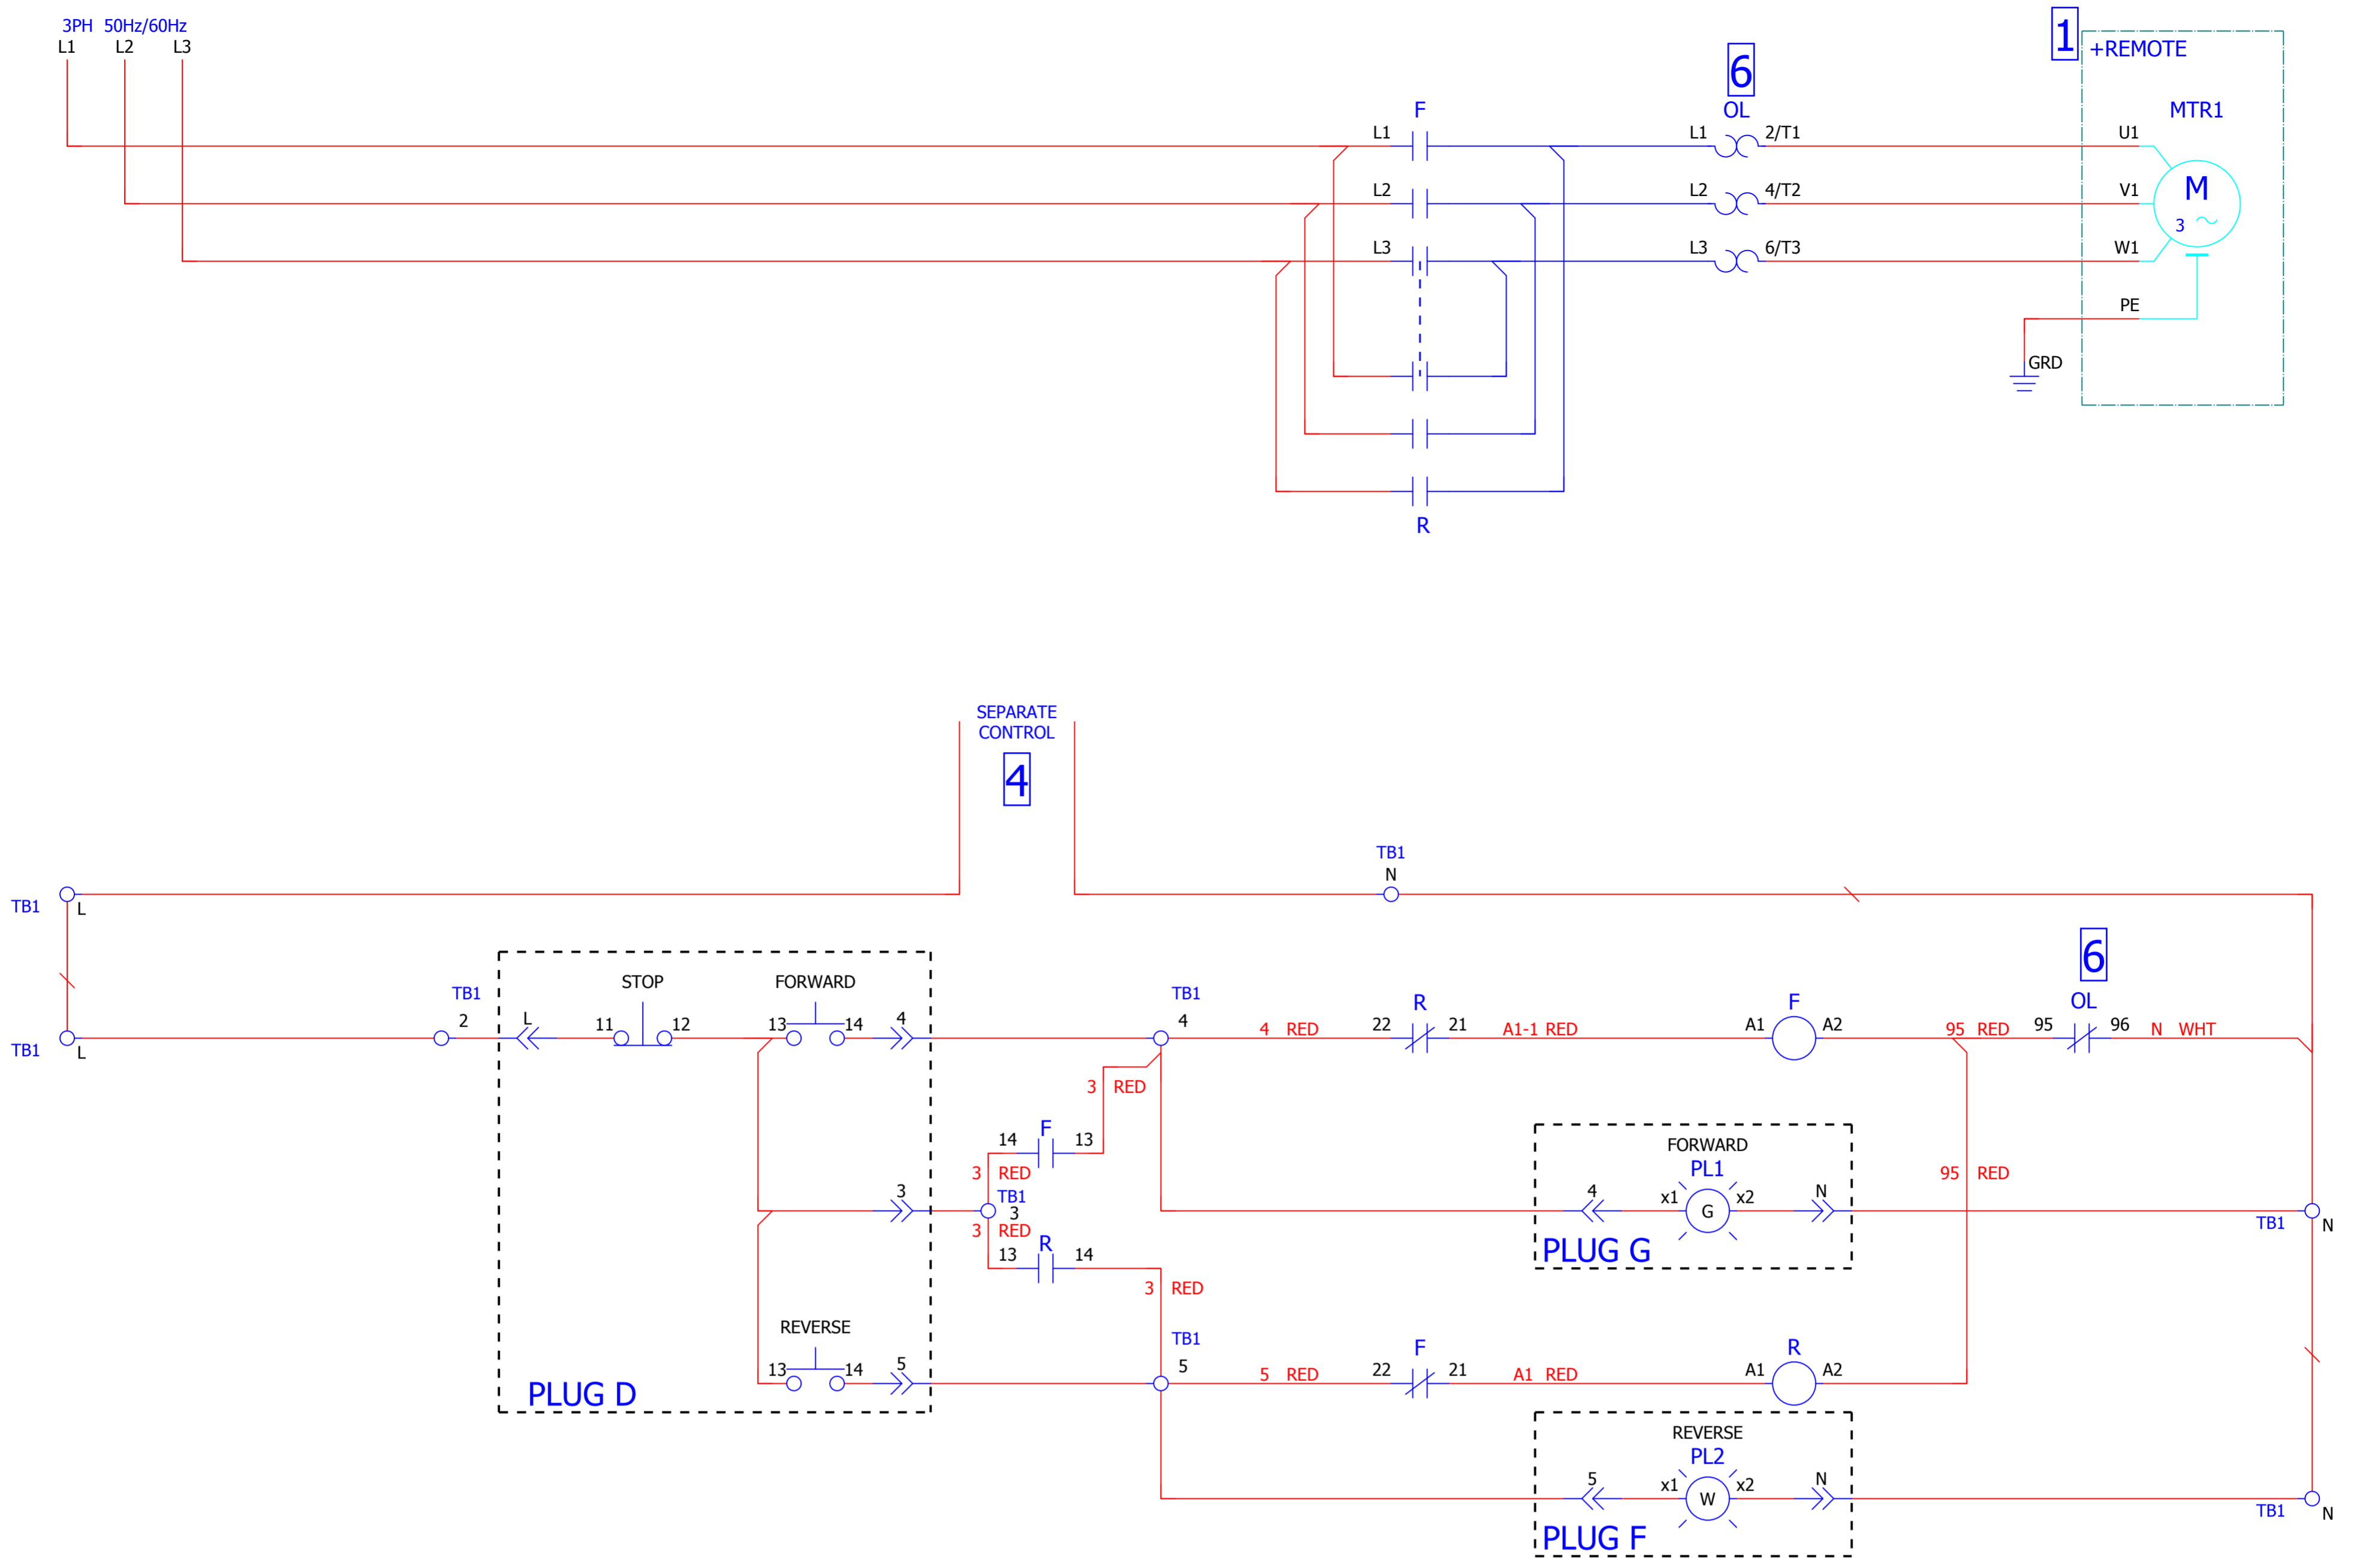 3PH 50Hz/60Hz
L1 L2 L3
1
+REMOTE
6
F OL MTR1
L1 L1 2/T1 U1
L2 L2 4/T2 V1
M
3
L3 L3 6/T3 W1
PE
GRD
R
SEPARATE
CONTROL
4
TB1
N
TB1 L
6
STOP FORWARD
TB1 TB1 R F OL
2 L 11 12 13 14 4 4 4 RED 22 21 A1-1 RED A1 A2 95 RED 95 96 N WHT
TB1 L
3 RED
F
14 13
FORWARD
PL1
3 RED
95 RED
3 TB1
3
4 x1 G x2 N
TB1 N
3 RED
R
13 14
PLUG G
3 RED
REVERSE
TB1 F R
13 14 5 5 5 RED 22 21 A1 RED A1 A2
PLUG D
REVERSE
PL2
5 x1 W x2 N
TB1 N
PLUG F